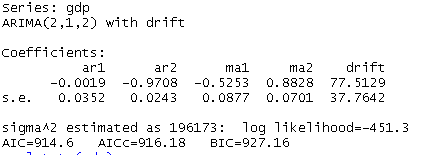 Series: gdp
ARIMA(2,1,2) with drift
Coefficients:
ar1 ar2 ma1 ma2 drift
-0.0019 -0.9708 -0.5253 0.8828 77.5129
s.e. 0.0352 0.0243 0.0877 0.0701 37.7642
sigma^2 estimated as 196173: log likelihood=-451.3
AIC=914.6 AICc=916.18 BIC=927.16